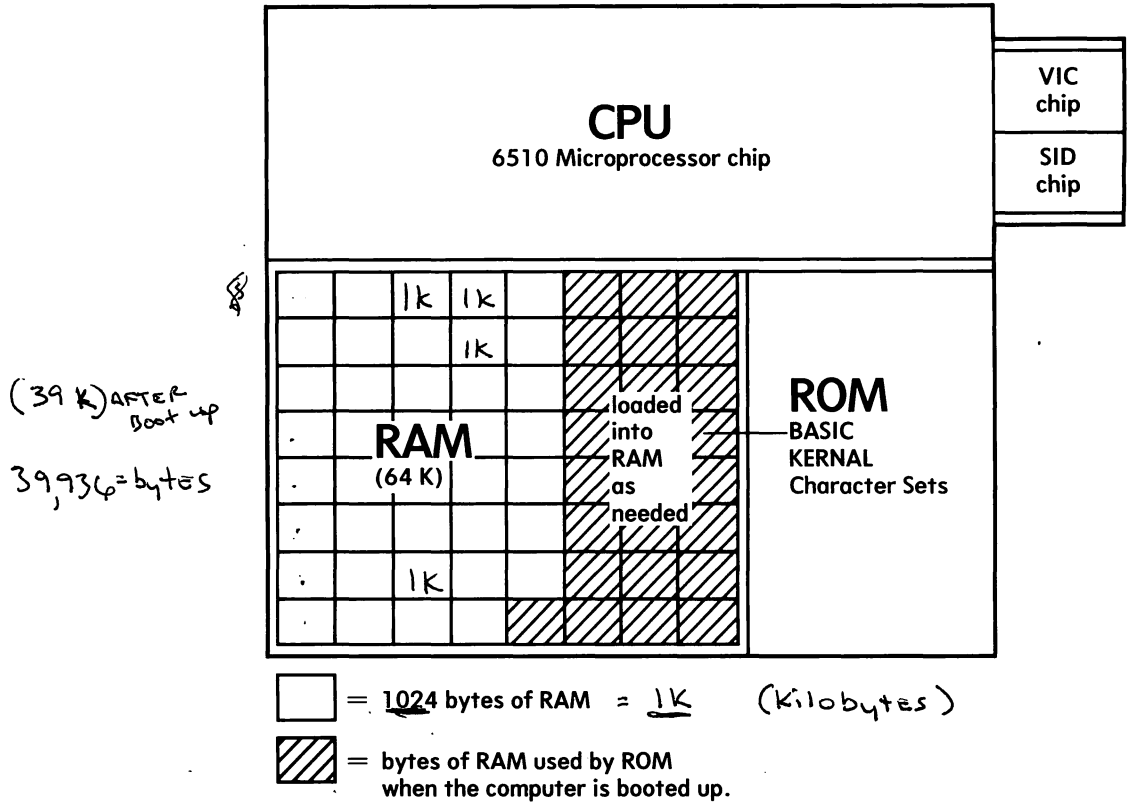 CPU
6510 Microprocessor chip
VIC
chip
SID
chip
1K 1K
1K
(39 K) AFTER
Boot up
39,936 = bytes
RAM
(64 K)
1K
loaded
into
RAM
as
needed
ROM
BASIC
KERNAL
Character Sets
= 1024 bytes of RAM = 1K (Kilobytes)
= bytes of RAM used by ROM
when the computer is booted up.